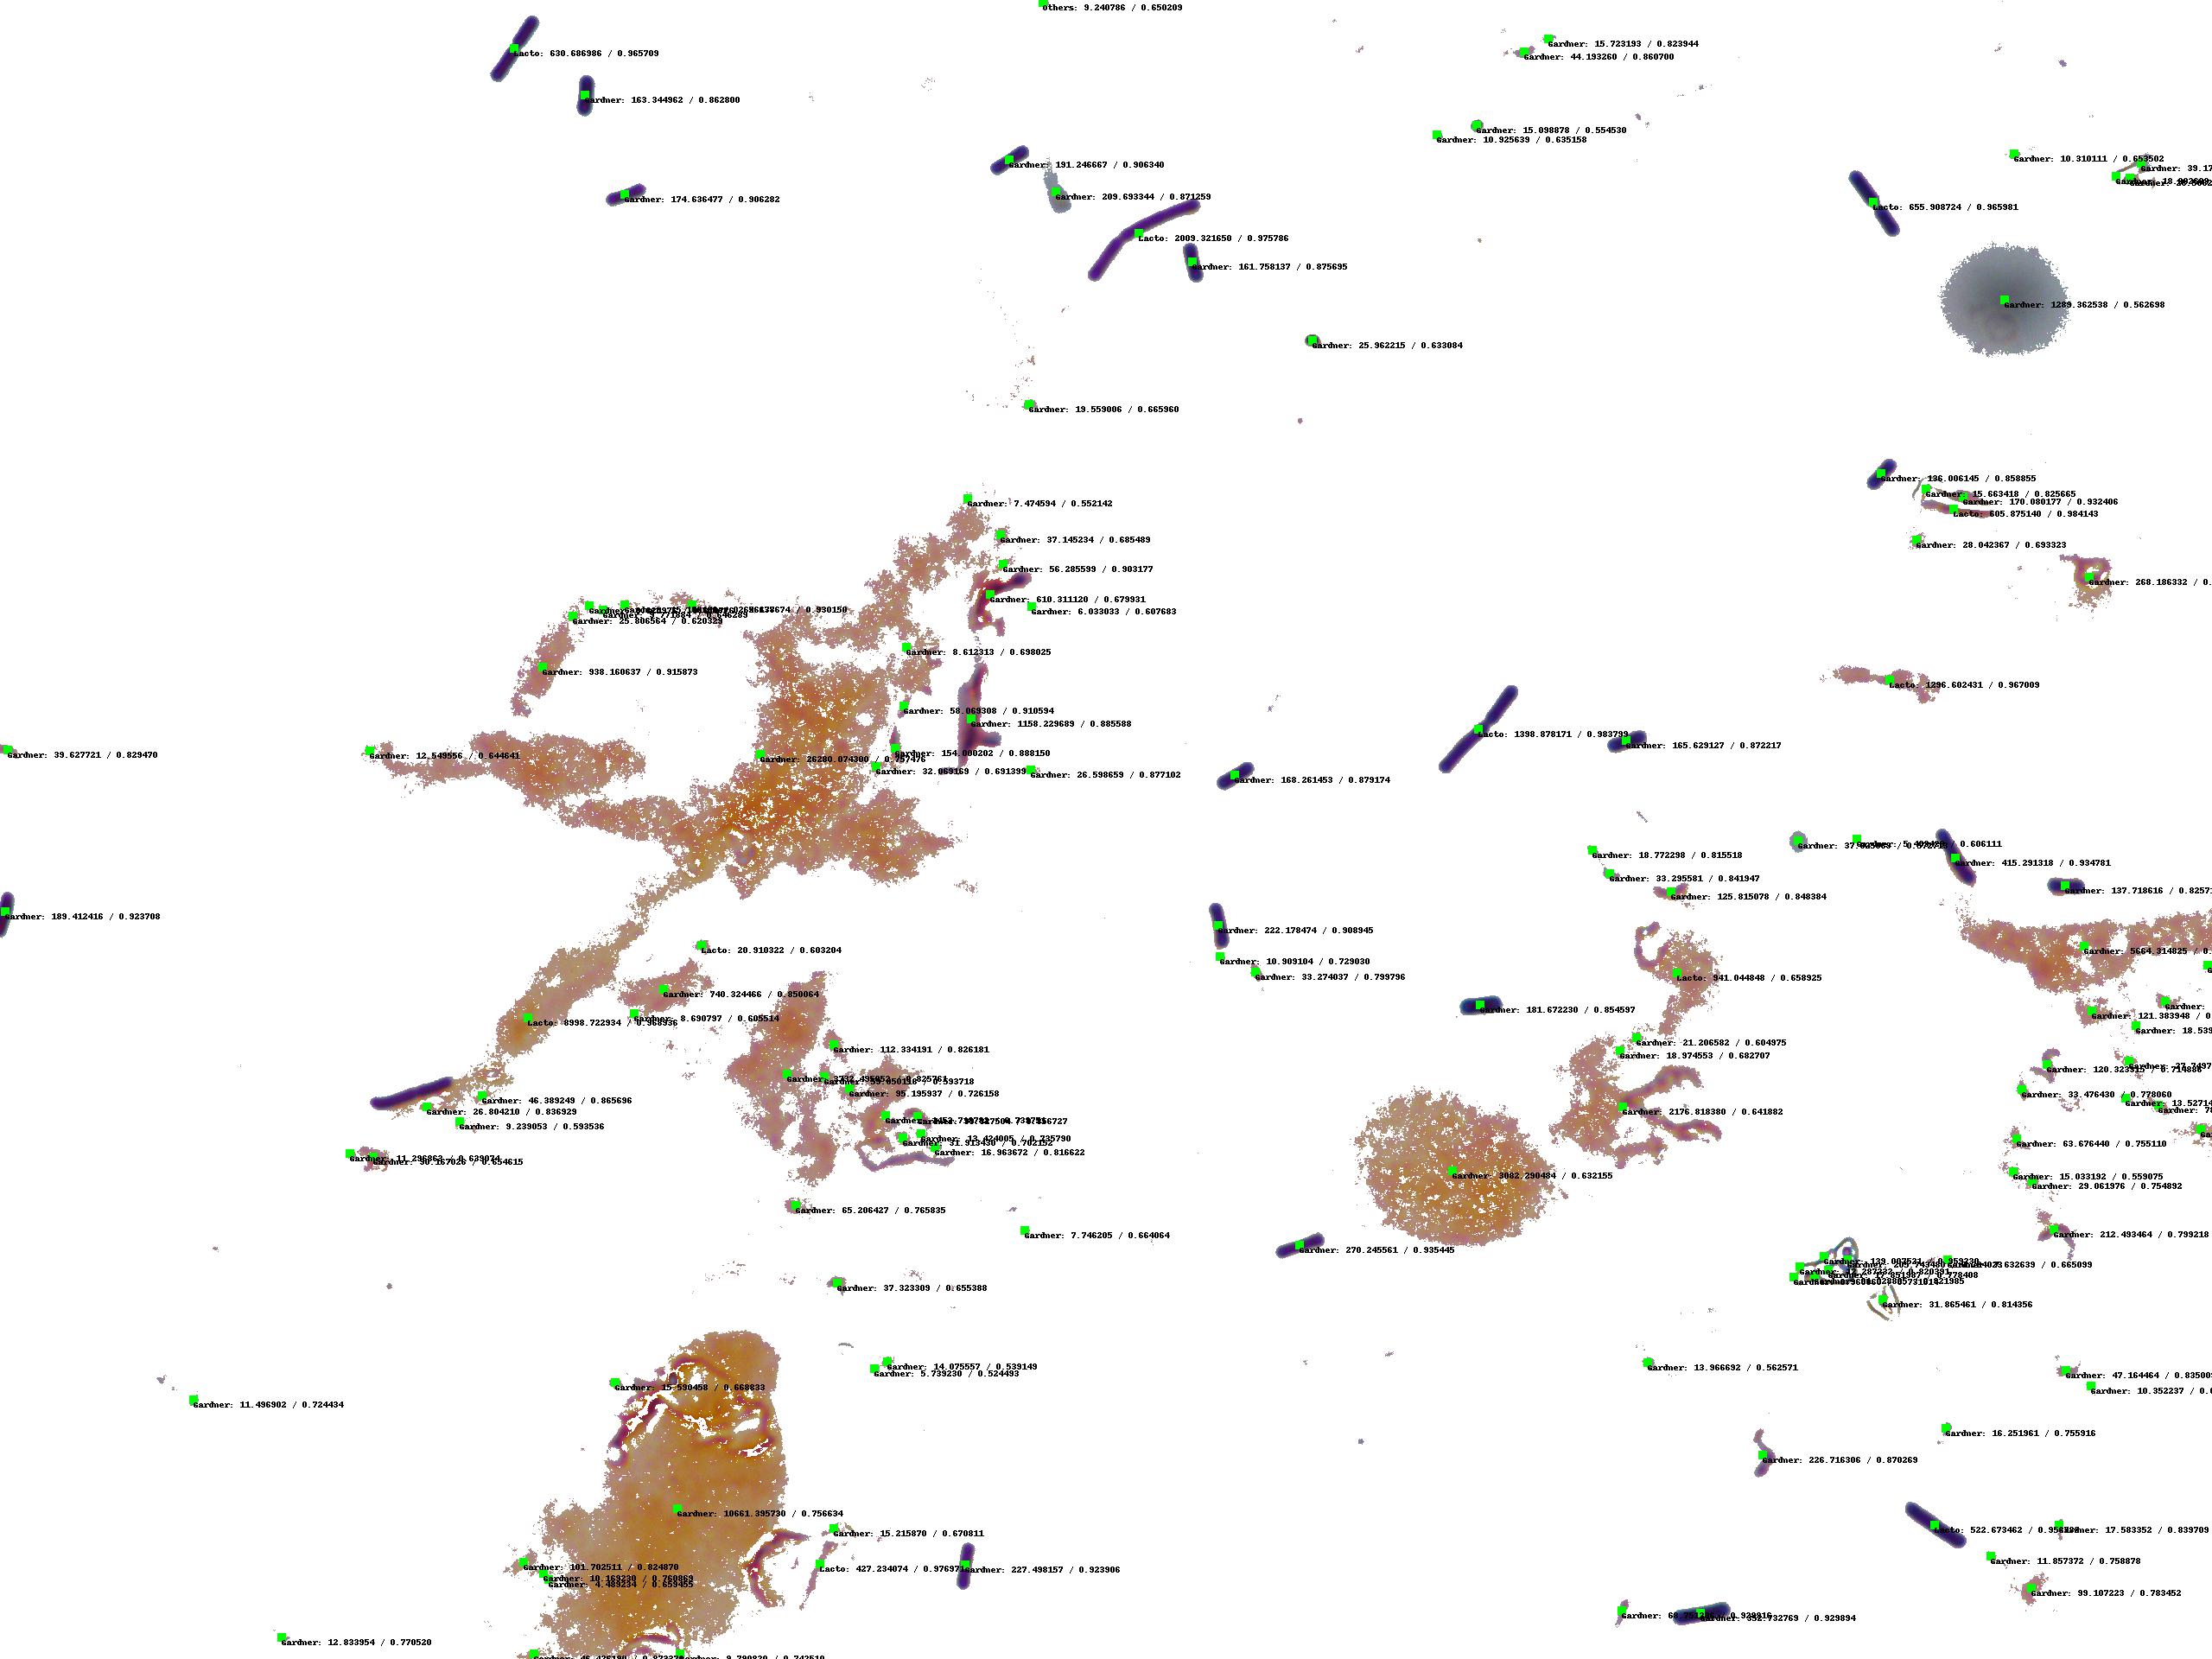 Others: 9.240786 / 0.650209
Gardner: 15.723193 / 0.823944
Lacto: 630.686986 / 0.965709
Gardner: 44.193260 / 0.860700
Gardner: 163.344962 / 0.862800
Gardner: 15.098878 / 0.554530
Gardner: 10.925639 / 0.635158
Gardner: 10.310111 / 0.653502
Gardner: 191.246667 / 0.906340
Gardner: 39.17
Gardner: 174.636477 / 0.906282
Gardner: 209.693344 / 0.871259
Lacto: 655.908724 / 0.965981
Lacto: 2009.321650 / 0.975786
Gardner: 161.758137 / 0.875695
Gardner: 1289.362538 / 0.562698
Gardner: 25.962215 / 0.633084
Gardner: 19.559006 / 0.665960
Gardner: 136.006145 / 0.858855
Gardner: 15.663418 / 0.825665
Gardner: 170.080177 / 0.932406
Gardner: 7.474594 / 0.552142
Lacto: 605.875140 / 0.984143
Gardner: 37.145234 / 0.685489
Gardner: 28.042367 / 0.693323
Gardner: 56.285599 / 0.903177
Gardner: 268.186332 / 0.
Gardner: 610.311120 / 0.679931
Gardner: 6.033033 / 0.607683
Gardner: 25.806564 / 0.620329
Gardner: 8.612313 / 0.698025
Gardner: 938.160637 / 0.915873
Lacto: 1296.602431 / 0.967009
Gardner: 58.069308 / 0.910594
Gardner: 1158.229689 / 0.885588
Lacto: 1398.878171 / 0.983799
Gardner: 165.629127 / 0.872217
Gardner: 39.627721 / 0.829470
Gardner: 12.549556 / 0.644641
Gardner: 154.000202 / 0.888150
Gardner: 26280.074300 / 0.757476
Gardner: 32.069169 / 0.691399
Gardner: 26.598659 / 0.877102
Gardner: 168.261453 / 0.879174
Gardner: 18.772298 / 0.815518
Gardner: 415.291318 / 0.934781
Gardner: 33.295581 / 0.841947
Gardner: 137.718616 / 0.8257
Gardner: 125.815078 / 0.848384
Gardner: 189.412416 / 0.923708
Gardner: 222.178474 / 0.908945
Lacto: 20.910322 / 0.603204
Gardner: 5664.314825 / 0.
Gardner: 10.909104 / 0.729030
Gardner: 33.274037 / 0.799796
Lacto: 941.044848 / 0.658925
Gardner: 740.324466 / 0.850064
Gardner: 181.672230 / 0.854597
Gardner:
Gardner: 121.383948 / 0.
Gardner: 8.690797 / 0.605514
Lacto: 8998.722934 / 0.968936
Gardner: 18.539
Gardner: 21.206582 / 0.604975
Gardner: 112.334191 / 0.826181
Gardner: 18.974553 / 0.682707
Gardner: 95.195937 / 0.726158
Gardner: 33.476430 / 0.778060
Gardner: 46.389249 / 0.865696
Gardner: 13.52714
Gardner: 26.804210 / 0.836929
Gardner: 2176.818380 / 0.641882
Gardner: 9.239053 / 0.593536
Gardner: 63.676440 / 0.755110
Gardner: 16.963672 / 0.816622
Gardner: 11.296863 / 0.639074
Gardner: 3082.290484 / 0.632155
Gardner: 15.033192 / 0.559075
Gardner: 29.061976 / 0.754892
Gardner: 65.206427 / 0.765835
Gardner: 7.746205 / 0.664064
Gardner: 212.493464 / 0.799218
Gardner: 270.245561 / 0.935445
Gardner: 37.323309 / 0.655388
Gardner: 31.865461 / 0.814356
Gardner: 14.075557 / 0.539149
Gardner: 5.739230 / 0.524493
Gardner: 13.966692 / 0.562571
Gardner: 47.164464 / 0.835009
Gardner: 15.590458 / 0.668833
Gardner: 10.352237 / 0.
Gardner: 11.496902 / 0.724434
Gardner: 16.251961 / 0.755916
Gardner: 226.716306 / 0.870269
Gardner: 10661.395730 / 0.756634
Lacto: 522.673462 /
Gardner: 17.583352 / 0.839709
Gardner: 15.215870 / 0.670811
Gardner: 11.857372 / 0.758878
Gardner: 101.702511 / 0.824870
Lacto: 427.234074 / 0.97697
Gardner: 227.498157 / 0.923906
Gardner: 10.169230 / 0.760869
Gardner: 4.489234 / 0.659455
Gardner: 99.107223 / 0.783452
Gardner: 352.732769 / 0.929894
Gardner: 12.833954 / 0.770520
Gardner: 9.790820 / 0.742510